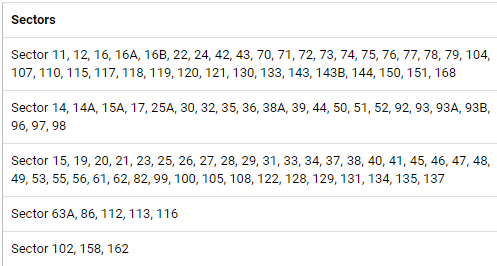 Sectors
Sector 11, 12, 16, 16A, 16B, 22, 24, 42, 43, 70, 71, 72, 73, 74, 75, 76, 77, 78, 79, 104,
107, 110, 115, 117, 118, 119, 120, 121, 130, 133, 143, 143B, 144, 150, 151, 168
Sector 14, 14A, 15A, 17, 25A, 30, 32, 35, 36, 38A, 39, 44, 50, 51, 52, 92, 93, 93A, 93B,
96, 97, 98
Sector 15, 19, 20, 21, 23, 25, 26, 27, 28, 29, 31, 33, 34, 37, 38, 40, 41, 45, 46, 47, 48,
49, 53, 55, 56, 61, 62, 82, 99, 100, 105, 108, 122, 128, 129, 131, 134, 135, 137
Sector 63A, 86, 112, 113, 116
Sector 102, 158, 162